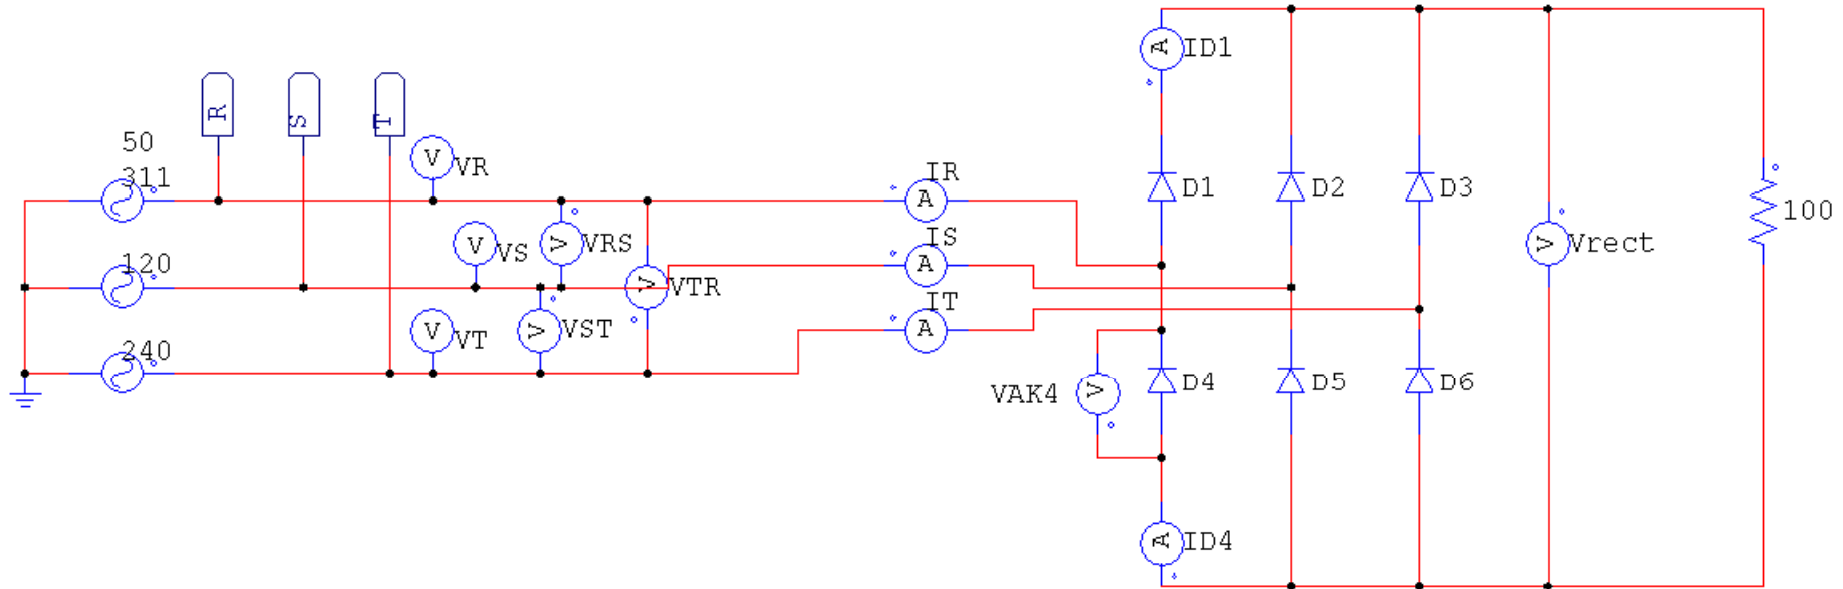 ID1
R
S
T
50
311
V
VR
IR
A
D1
D2
D3
100
V
VS
V
VRS
IS
A
V
Vrect
120
V
VTR
IT
A
V
VT
V
VST
240
V
VAK4
D4
D5
D6
A
ID4
A